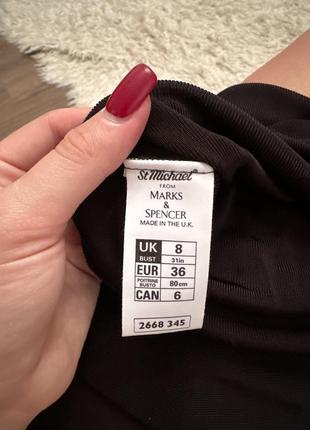 St Michael®
FROM
MARKS
&
SPENCER
MADE IN THE U.K.
UK 8
BUST 31in
EUR 36
POITRINE BUSTO 80cm
CAN 6
2668 345